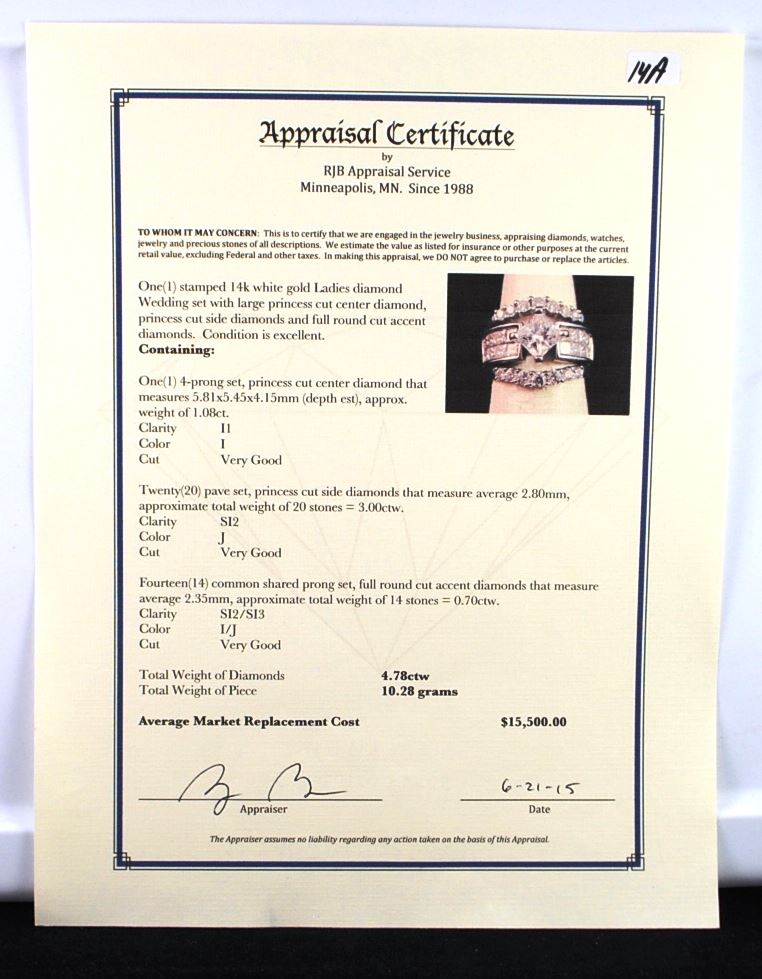 14A
Appraisal Certificate
by
RJB Appraisal Service
Minneapolis, MN. Since 1988
TO WHOM IT MAY CONCERN: This is to certify that we are engaged in the jewelry business, appraising diamonds, watches,
jewelry and precious stones of all descriptions. We estimate the value as listed for insurance or other purposes at the current
retail value, excluding Federal and other taxes. In making this appraisal, we DO NOT agree to purchase or replace the articles.
One(1) stamped 14k white gold Ladies diamond
Wedding set with large princess cut center diamond,
princess cut side diamonds and full round cut accent
diamonds. Condition is excellent.
Containing:
One(1) 4-prong set, princess cut center diamond that
measures 5.81x5.45x4.15mm (depth est), approx.
weight of 1.08ct.
Clarity I1
Color I
Cut Very Good
Twenty(20) pave set, princess cut side diamonds that measure average 2.80mm,
approximate total weight of 20 stones = 3.00ctw.
Clarity SI2
Color J
Cut Very Good
Fourteen(14) common shared prong set, full round cut accent diamonds that measure
average 2.35mm, approximate total weight of 14 stones = 0.70ctw.
Clarity SI2/SI3
Color I/J
Cut Very Good
Total Weight of Diamonds 4.78ctw
Total Weight of Piece 10.28 grams
Average Market Replacement Cost $15,500.00
6-21-15
Appraiser Date
The Appraiser assumes no liability regarding any action taken on the basis of this Appraisal.